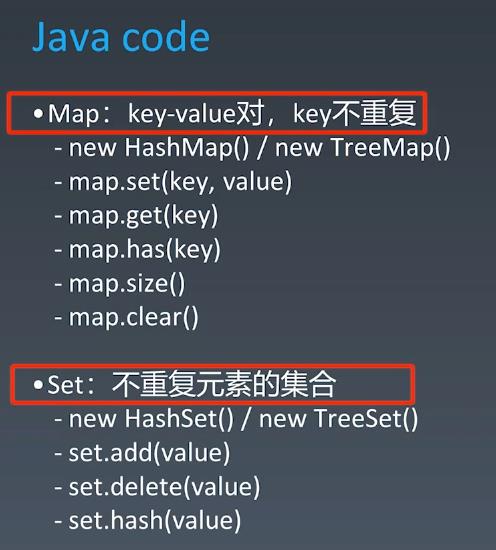 Java code
•Map：key-value对，key不重复
- new HashMap() / new TreeMap()
- map.set(key, value)
- map.get(key)
- map.has(key)
- map.size()
- map.clear()
•Set：不重复元素的集合
- new HashSet() / new TreeSet()
- set.add(value)
- set.delete(value)
- set.hash(value)